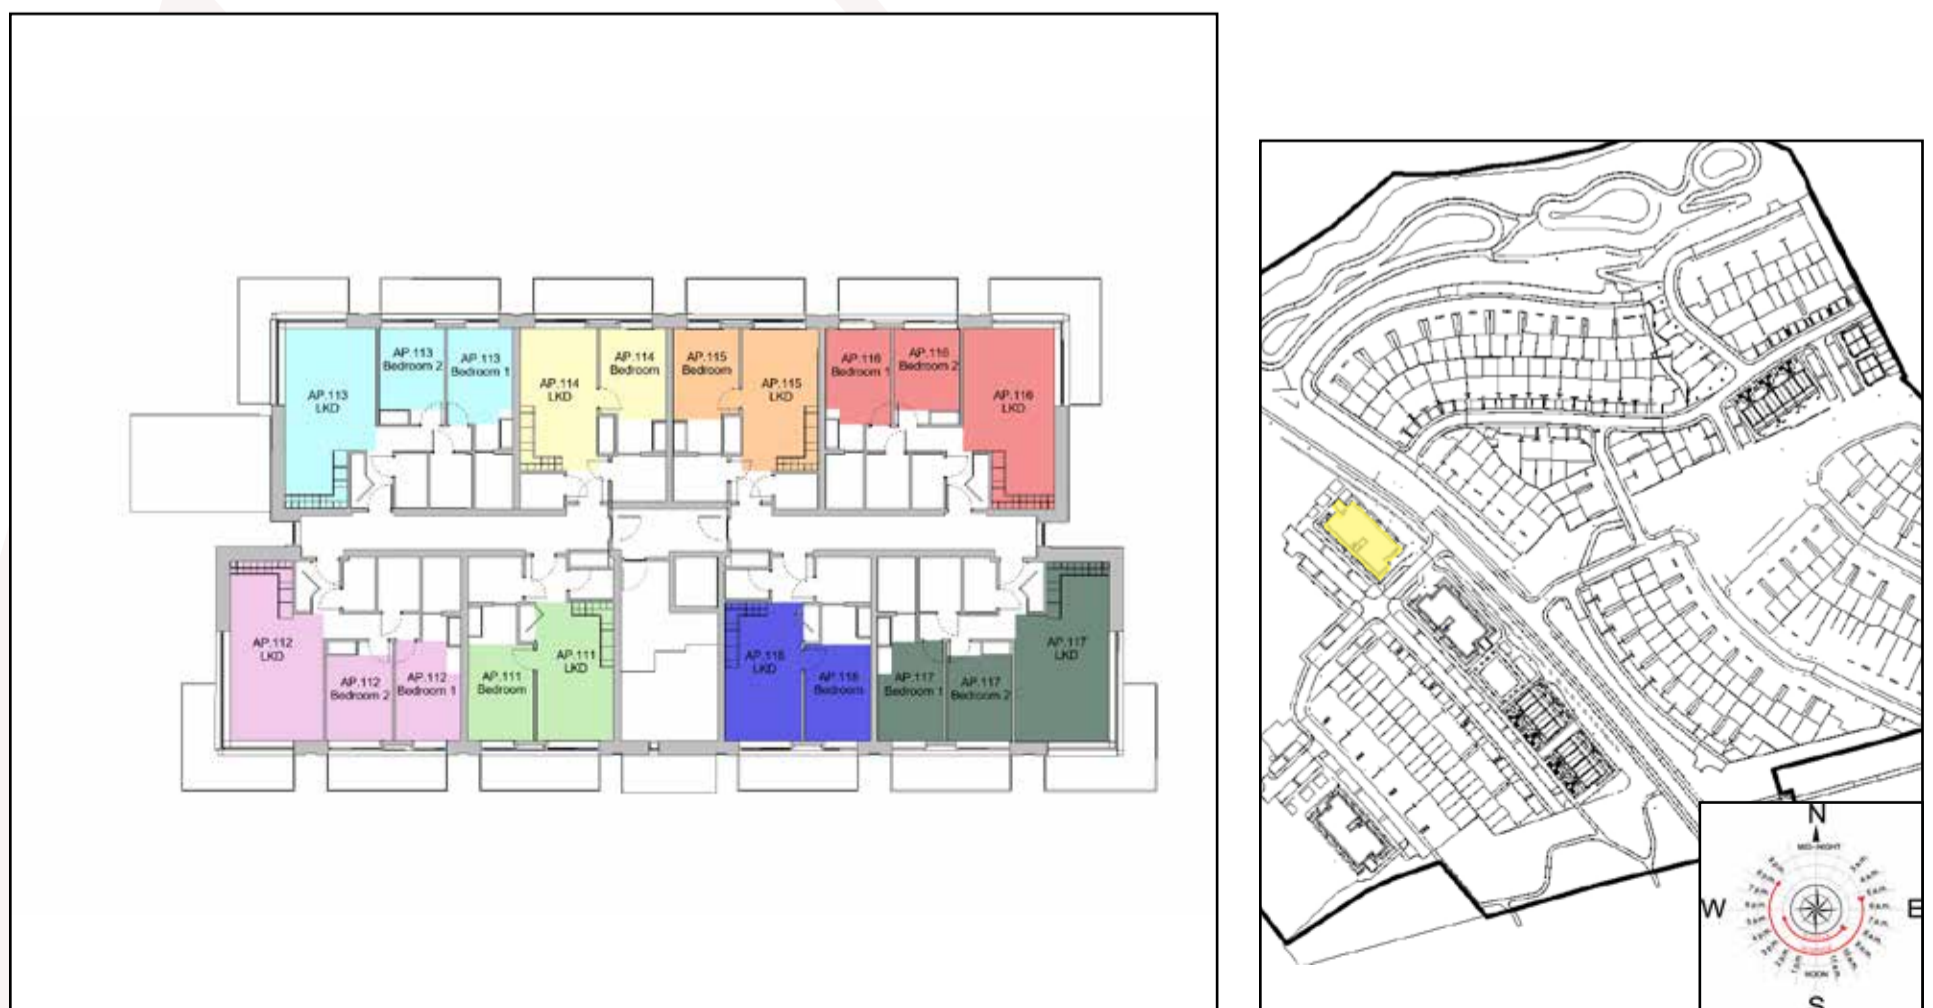 AP.113
LKD
AP.113
Bedroom 2
AP.113
Bedroom 1
AP.114
LKD
AP.114
Bedroom
AP.115
Bedroom
AP.115
LKD
AP.116
Bedroom 1
AP.116
Bedroom 2
AP.116
LKD
AP.112
LKD
AP.112
Bedroom 2
AP.112
Bedroom 1
AP.111
Bedroom
AP.111
LKD
AP.118
LKD
AP.118
Bedroom
AP.117
Bedroom 1
AP.117
Bedroom 2
AP.117
LKD
N
MID-NIGHT
W
E
NOON
S